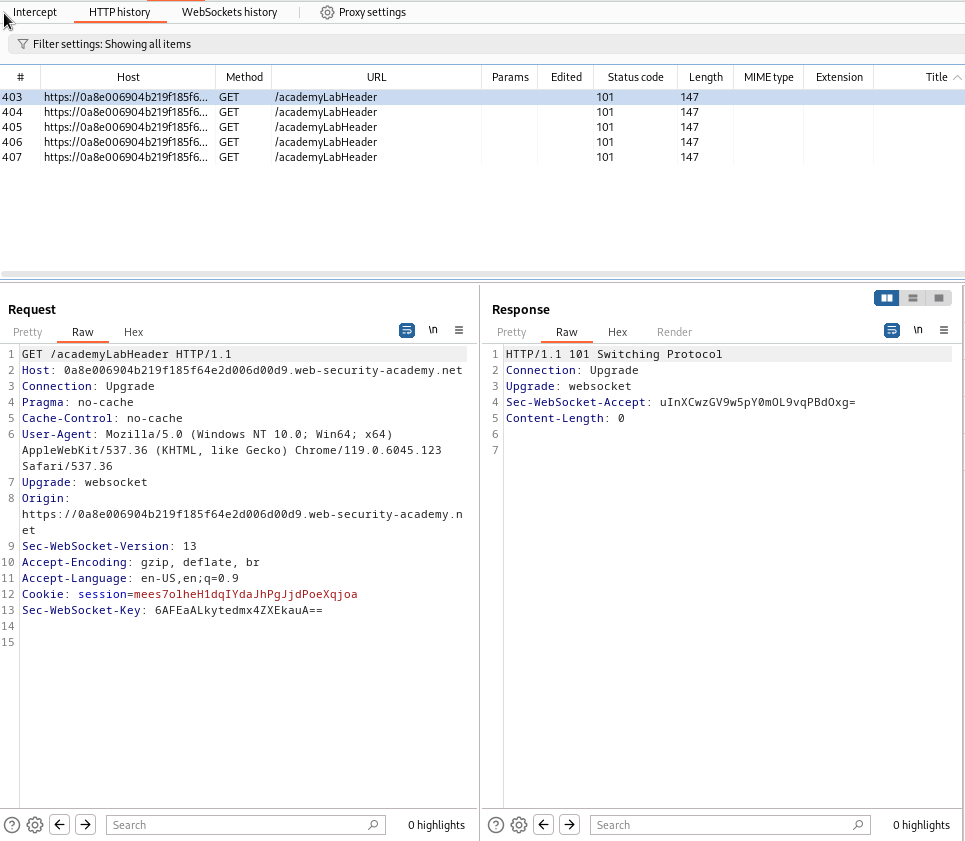 Intercept HTTP history WebSockets history Proxy settings
Filter settings: Showing all items
# Host Method URL Params Edited Status code Length MIME type Extension Title
403 https://0a8e006904b219f185f6... GET /academyLabHeader 101 147
404 https://0a8e006904b219f185f6... GET /academyLabHeader 101 147
405 https://0a8e006904b219f185f6... GET /academyLabHeader 101 147
406 https://0a8e006904b219f185f6... GET /academyLabHeader 101 147
407 https://0a8e006904b219f185f6... GET /academyLabHeader 101 147
Request
Pretty Raw Hex \n
1 GET /academyLabHeader HTTP/1.1
2 Host: 0a8e006904b219f185f64e2d006d00d9.web-security-academy.net
3 Connection: Upgrade
4 Pragma: no-cache
5 Cache-Control: no-cache
6 User-Agent: Mozilla/5.0 (Windows NT 10.0; Win64; x64)
AppleWebKit/537.36 (KHTML, like Gecko) Chrome/119.0.6045.123
Safari/537.36
7 Upgrade: websocket
8 Origin:
https://0a8e006904b219f185f64e2d006d00d9.web-security-academy.n
et
9 Sec-WebSocket-Version: 13
10 Accept-Encoding: gzip, deflate, br
11 Accept-Language: en-US,en;q=0.9
12 Cookie: session=mees7olheH1dqIYdaJhPgJjdPoeXqjoa
13 Sec-WebSocket-Key: 6AFEaALkytedmx4ZXEkauA==
14
15
Search 0 highlights
Response
Pretty Raw Hex Render \n
1 HTTP/1.1 101 Switching Protocol
2 Connection: Upgrade
3 Upgrade: websocket
4 Sec-WebSocket-Accept: uInXCwzGV9w5pY0mOL9vqPBdOxg=
5 Content-Length: 0
6
7
Search 0 highlights